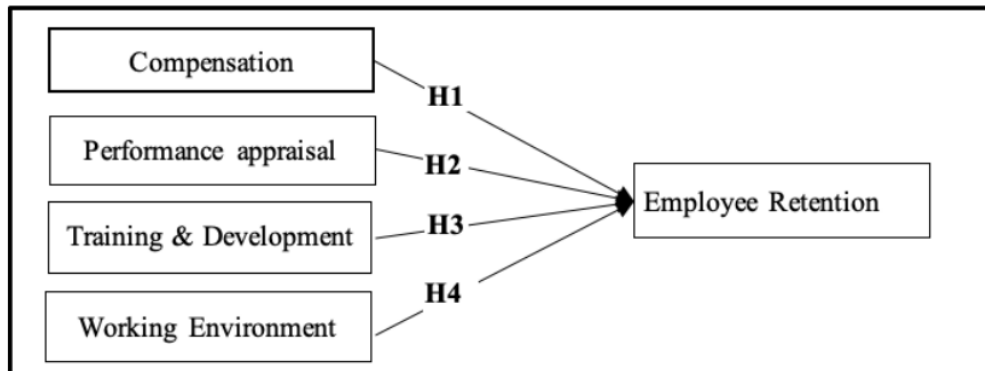 Compensation
H1
Performance appraisal
H2
Employee Retention
Training & Development
H3
H4
Working Environment